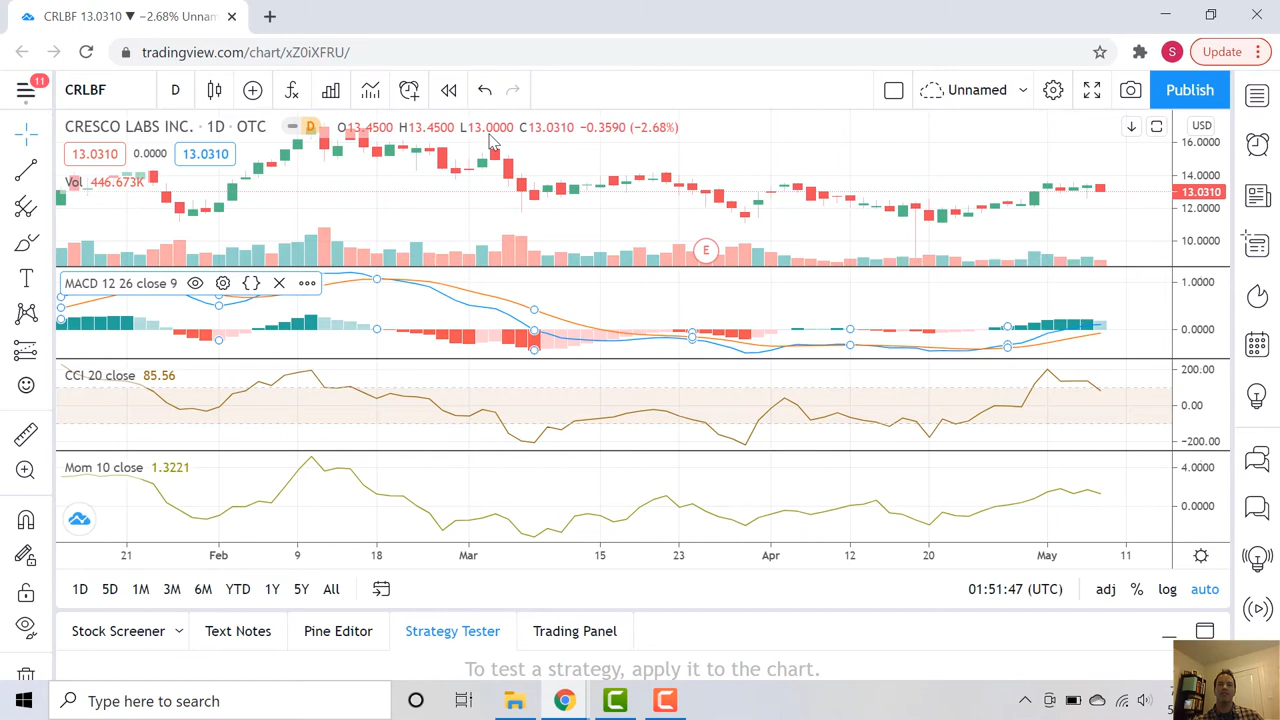 CRLBF 13.0310 ▼ −2.68% Unnam
tradingview.com/chart/xZ0iXFRU/
S
Update
11
CRLBF
D
Unnamed
Publish
CRESCO LABS INC. · 1D · OTC
D
O13.4500 H13.4500 L13.0000 C13.0310 −0.3590 (−2.68%)
USD
13.0310 0.0000 13.0310
Vol 446.673K
16.0000
14.0000
13.0310
12.0000
10.0000
E
MACD 12 26 close 9
1.0000
0.0000
CCI 20 close 85.56
200.00
0.00
−200.00
Mom 10 close 1.3221
4.0000
0.0000
21 Feb 9 18 Mar 15 23 Apr 12 20 May 11
1D 5D 1M 3M 6M YTD 1Y 5Y All
01:51:47 (UTC) adj % log auto
Stock Screener Text Notes Pine Editor Strategy Tester Trading Panel
To test a strategy, apply it to the chart.
Type here to search